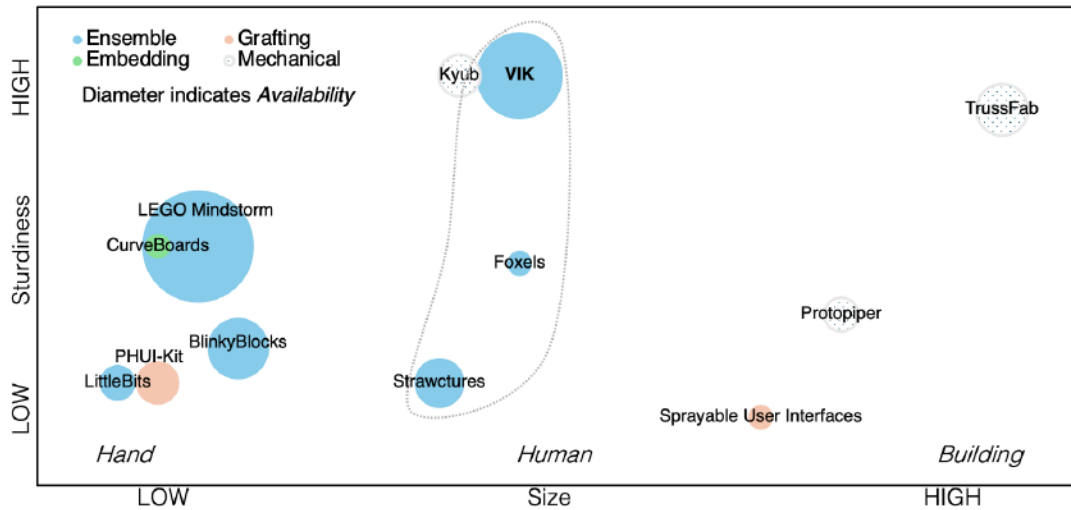 Ensemble
Grafting
Embedding
Mechanical
Diameter indicates Availability
HIGH
Sturdiness
LOW
Kyub
VIK
TrussFab
LEGO Mindstorm
CurveBoards
Foxels
Protopiper
BlinkyBlocks
PHUI-Kit
LittleBits
Strawctures
Sprayable User Interfaces
Hand
Human
Building
LOW
Size
HIGH